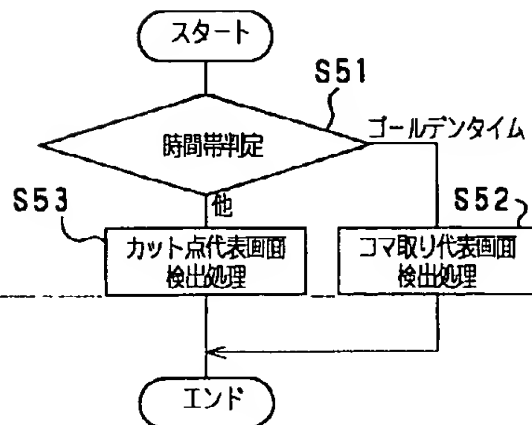 スタート
S51
時間帯判定
ゴールデンタイム
他
S53
S52
カット点代表画面
検出処理
コマ取り代表画面
検出処理
エンド